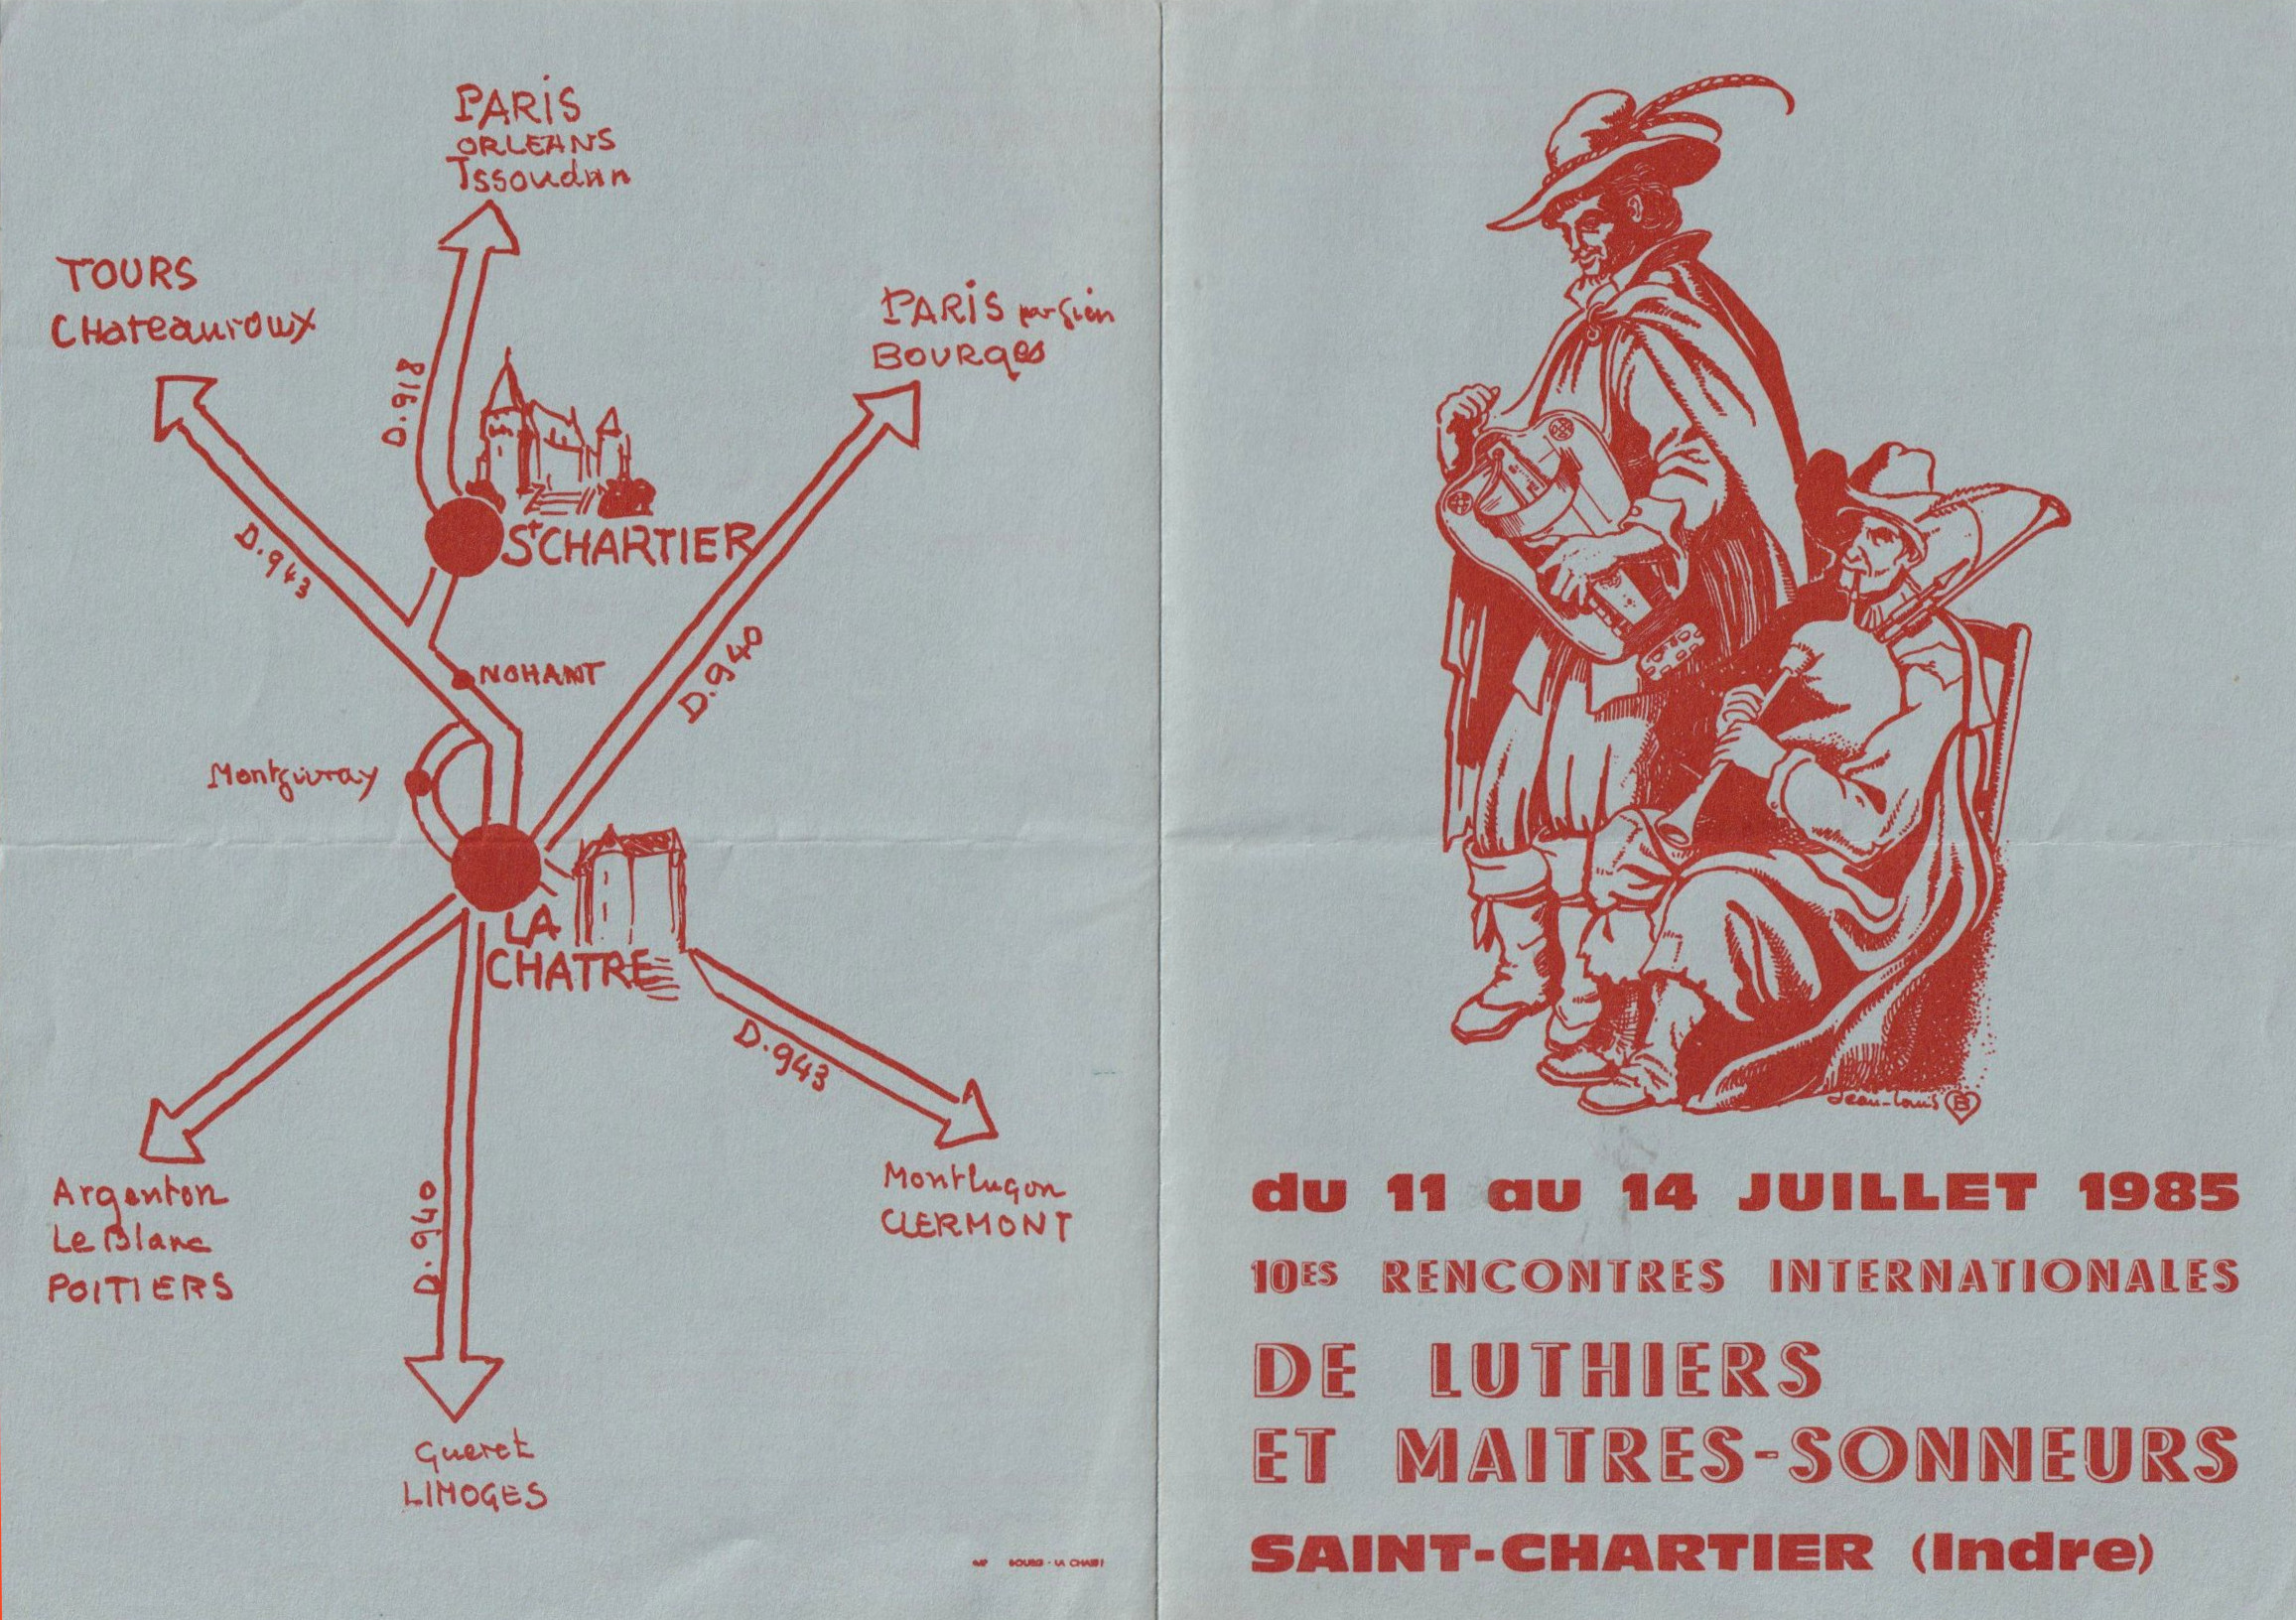 PARIS
ORLEANS
Issoudun
TOURS
CHateauroux
PARIS par Gien
BOURGES
D.918
D.943
St CHARTIER
D.940
NOHANT
Montgivray
LA
CHATRE
D.943
Argenton
Le Blanc
POITIERS
D.940
Montluçon
CLERMONT
Gueret
LIMOGES
Jean-Louis B
du 11 au 14 JUILLET 1985
10ES RENCONTRES INTERNATIONALES
DE LUTHIERS
ET MAITRES-SONNEURS
SAINT-CHARTIER (Indre)